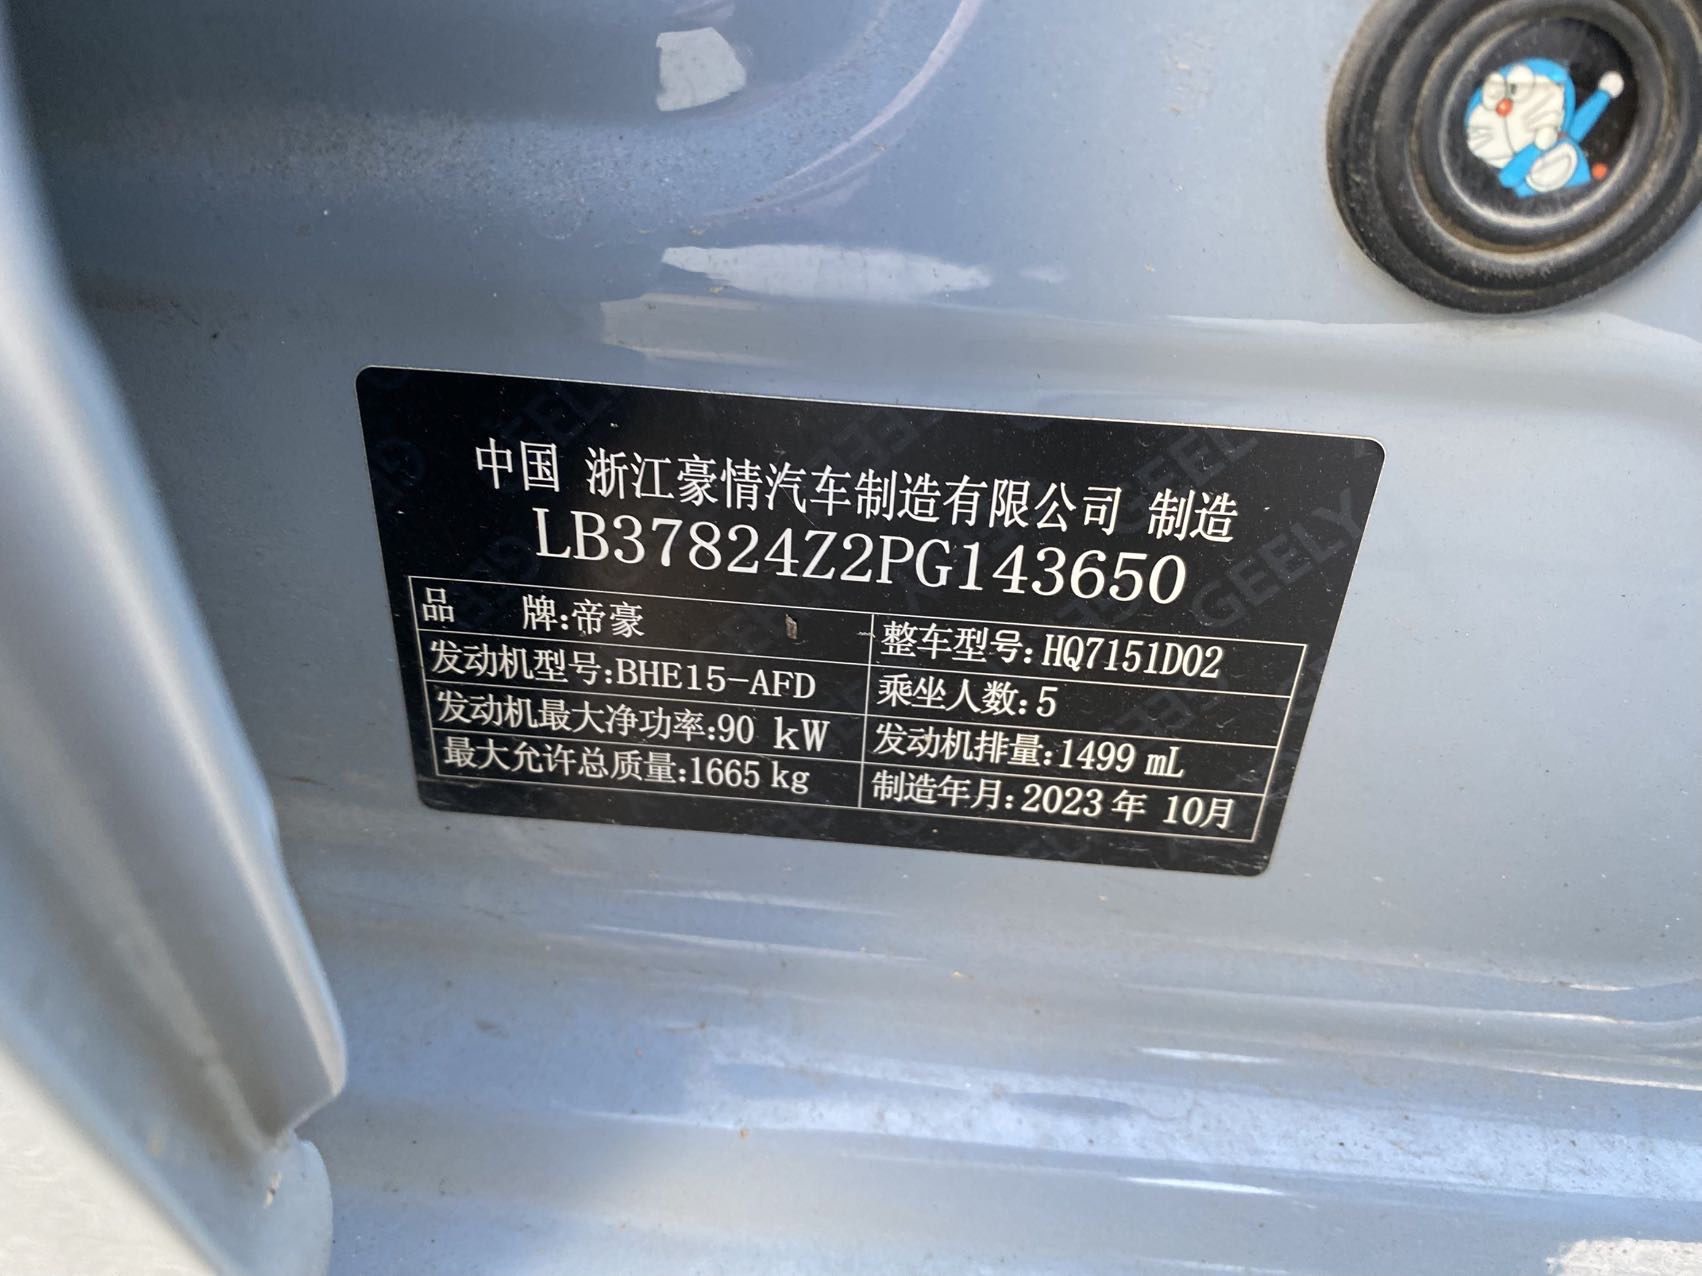 中国 浙江豪情汽车制造有限公司 制造
LB37824Z2PG143650
品 牌:帝豪 整车型号:HQ7151D02
发动机型号:BHE15-AFD 乘坐人数:5
发动机最大净功率:90 kW 发动机排量:1499 mL
最大允许总质量:1665 kg 制造年月:2023 年 10月
GEELY